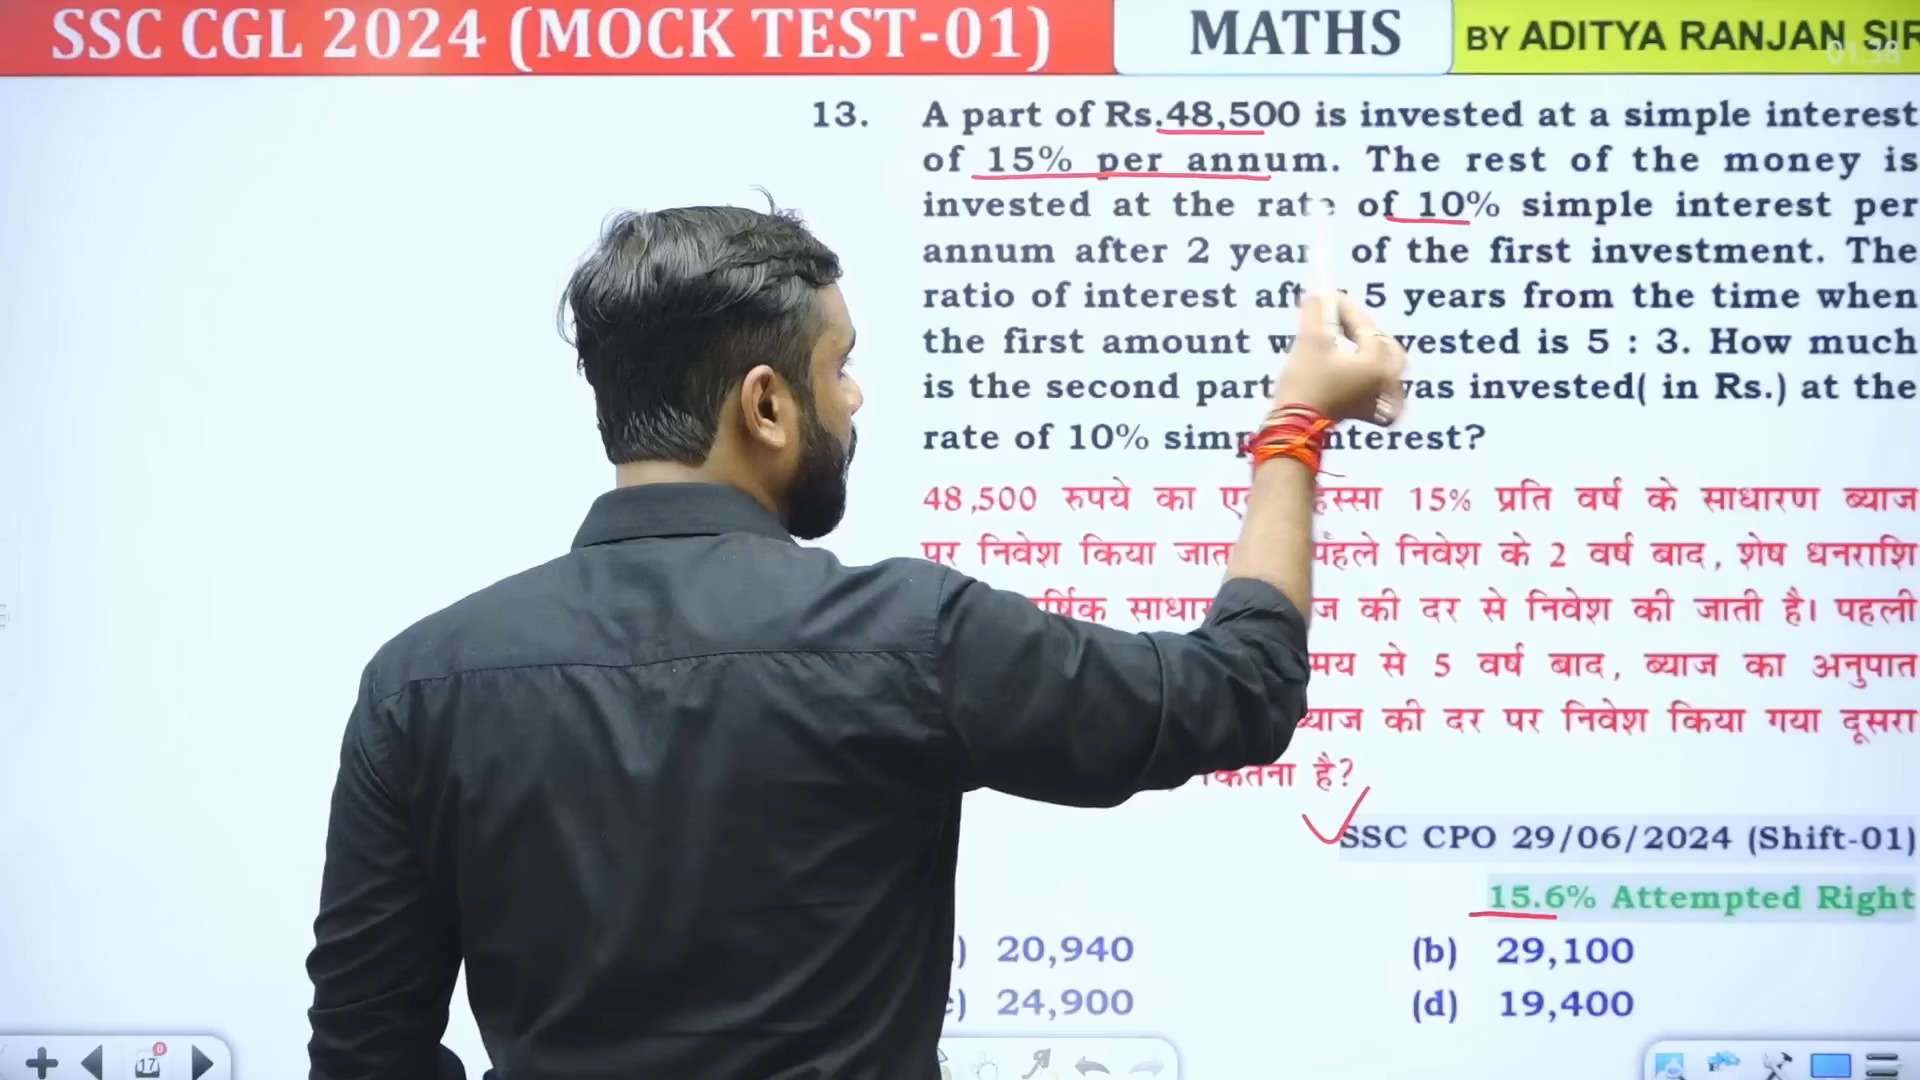 SSC CGL 2024 (MOCK TEST-01)
MATHS
BY ADITYA RANJAN SIR
01:38
13. A part of Rs.48,500 is invested at a simple interest
of 15% per annum. The rest of the money is
invested at the rate of 10% simple interest per
annum after 2 year of the first investment. The
ratio of interest 5 years from the time when
the first amount vested is 5 : 3. How much
is the second part was invested( in Rs.) at the
rate of 10% interest?
48,500 रुपये का 15% प्रति वर्ष के साधारण ब्याज
पर निवेश किया पहले निवेश के 2 वर्ष बाद, शेष धनराशि
की दर से निवेश की जाती है। पहली
से 5 वर्ष बाद, ब्याज का अनुपात
ब्याज की दर पर निवेश किया गया दूसरा
कितना है?
SSC CPO 29/06/2024 (Shift-01)
15.6% Attempted Right
20,940
(b) 29,100
24,900
(d) 19,400
17
0